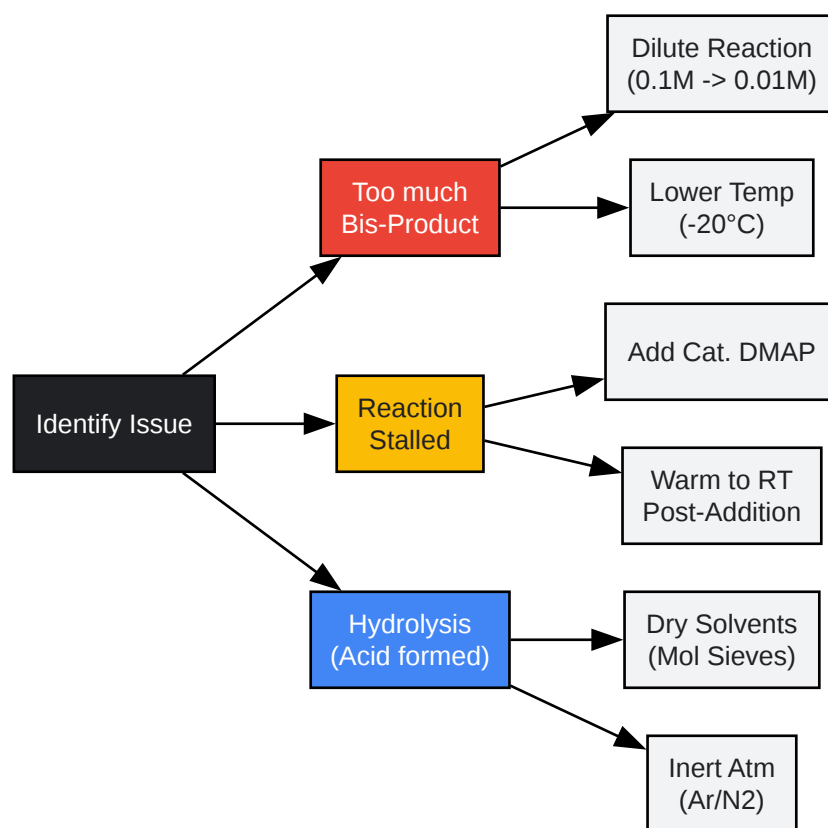 Dilute Reaction
(0.1M -> 0.01M)
Too much
Bis-Product
Lower Temp
(-20°C)
Identify Issue
Reaction
Stalled
Add Cat. DMAP
Warm to RT
Post-Addition
Hydrolysis
(Acid formed)
Dry Solvents
(Mol Sieves)
Inert Atm
(Ar/N2)